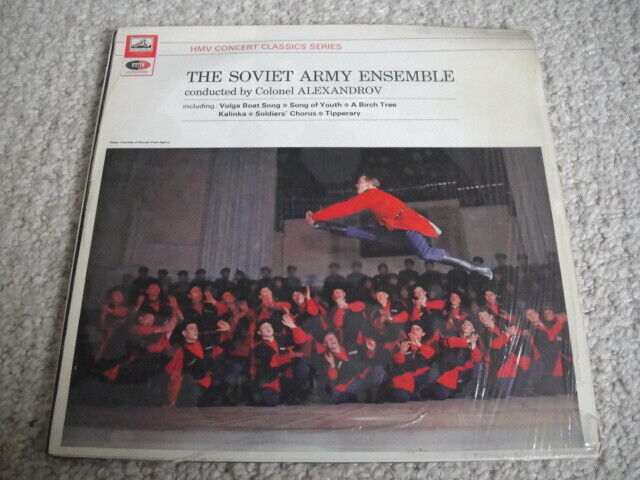 HMV CONCERT CLASSICS SERIES
THE SOVIET ARMY ENSEMBLE
conducted by Colonel ALEXANDROV
including: Volga Boat Song * Song of Youth * A Birch Tree
Kalinka * Soldiers' Chorus * Tipperary